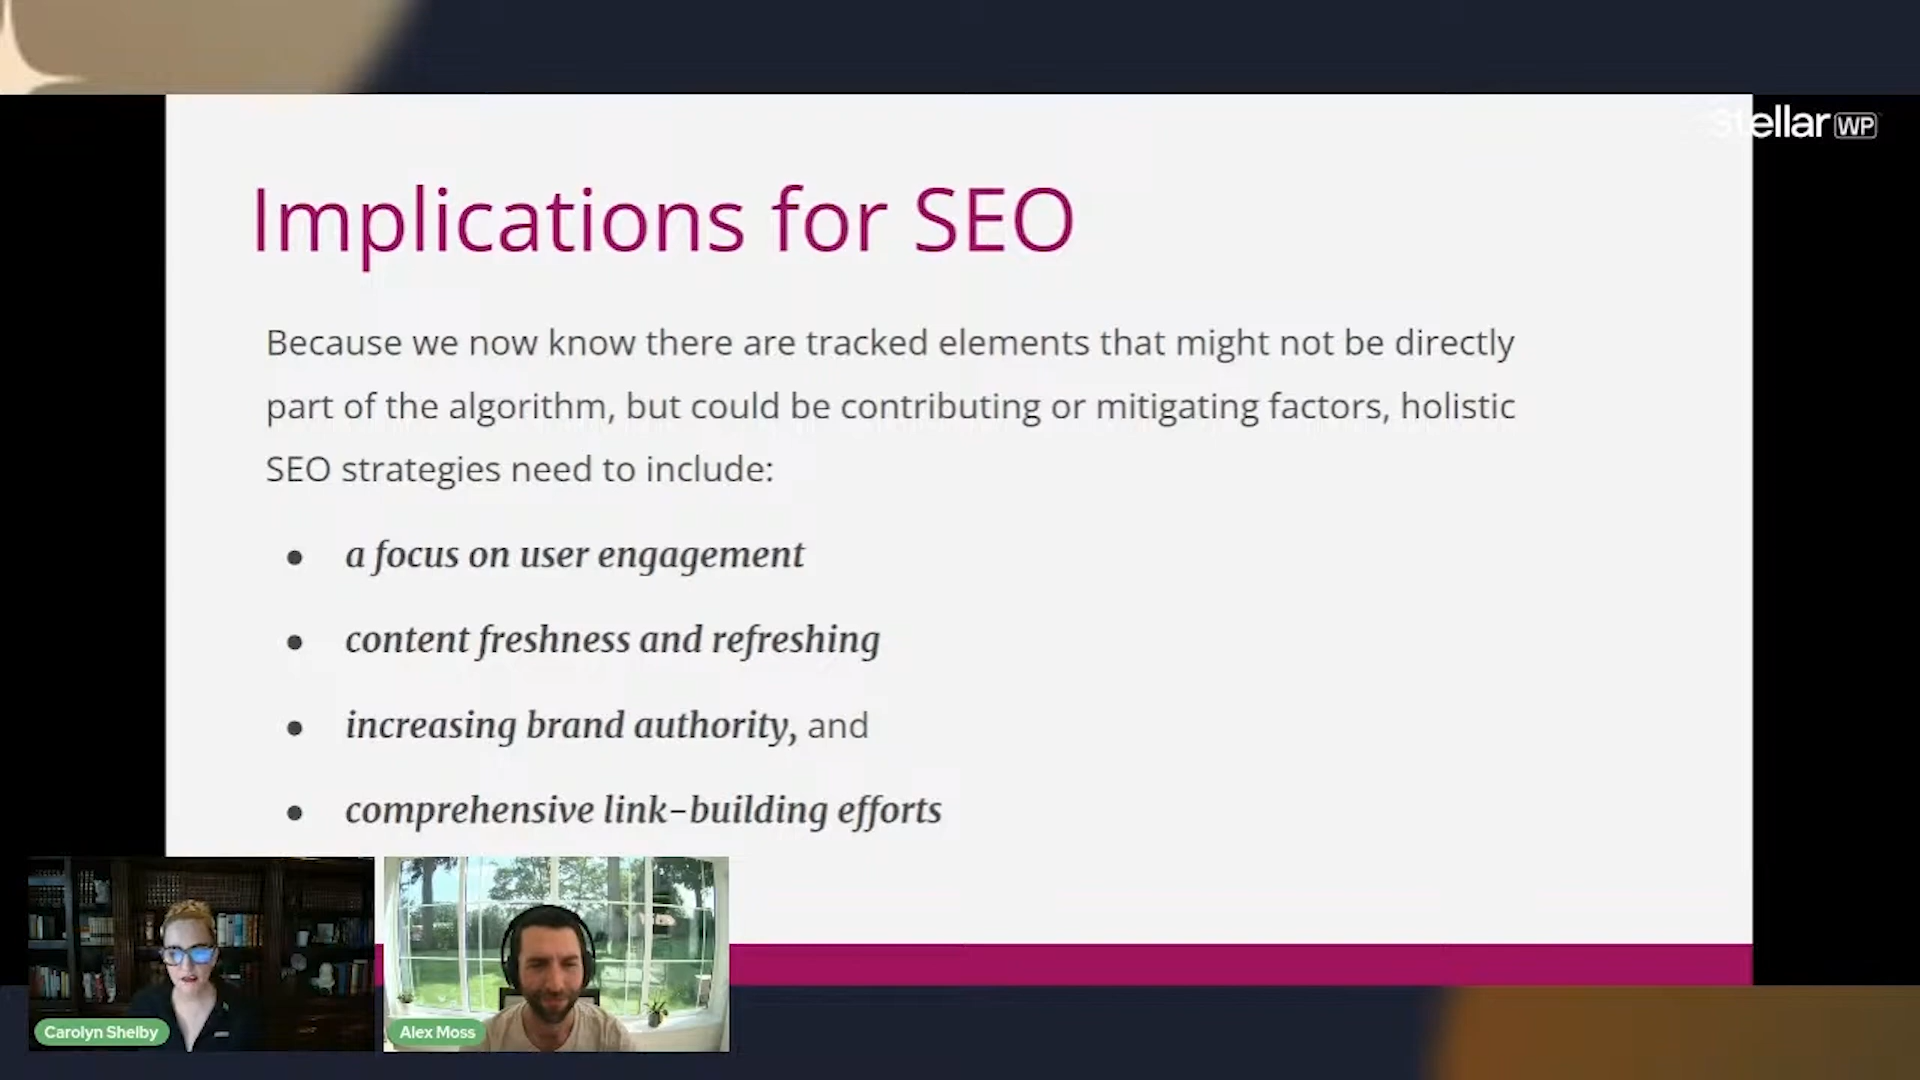 Stellar WP
Implications for SEO
Because we now know there are tracked elements that might not be directly
part of the algorithm, but could be contributing or mitigating factors, holistic
SEO strategies need to include:
● a focus on user engagement
● content freshness and refreshing
● increasing brand authority, and
● comprehensive link-building efforts
Carolyn Shelby
Alex Moss